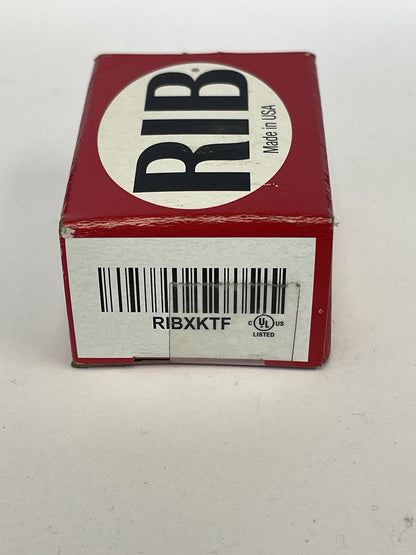 RIB
Made in USA
RIBXKTF
C UL US
LISTED